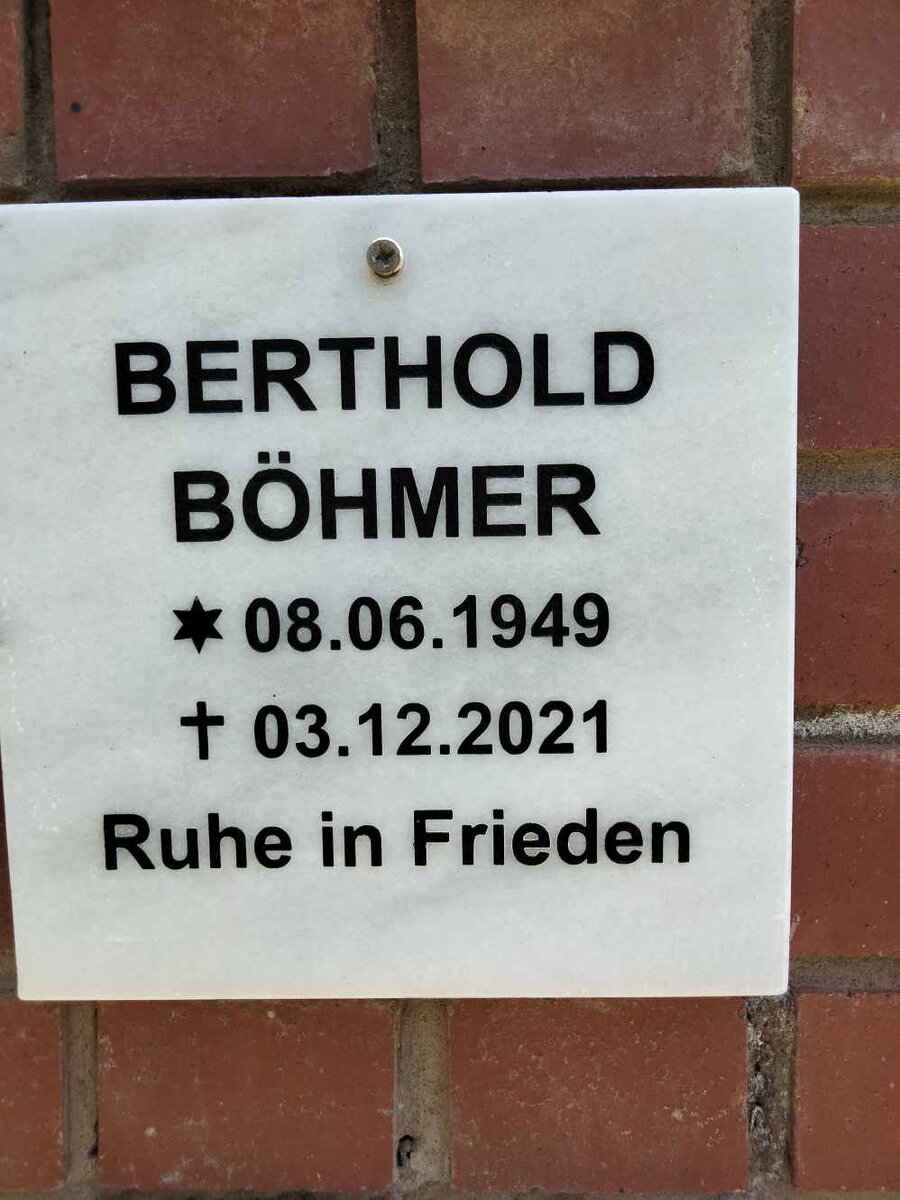 BERTHOLD
BÖHMER
✶ 08.06.1949
† 03.12.2021
Ruhe in Frieden